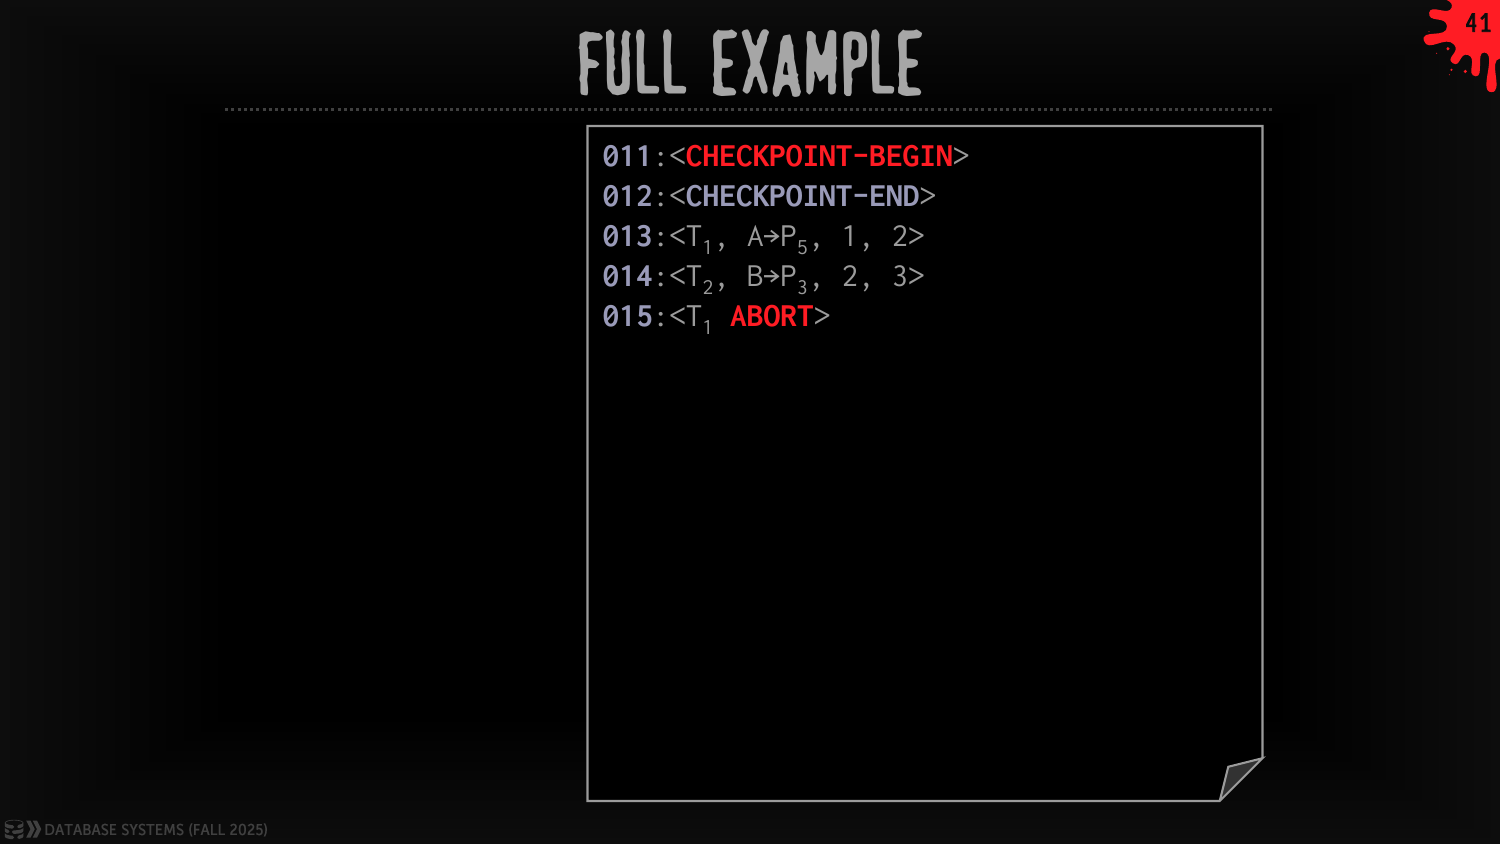 FULL EXAMPLE
41
011:<CHECKPOINT-BEGIN>
012:<CHECKPOINT-END>
013:<T₁, A→P₅, 1, 2>
014:<T₂, B→P₃, 2, 3>
015:<T₁ ABORT>
DATABASE SYSTEMS (FALL 2025)